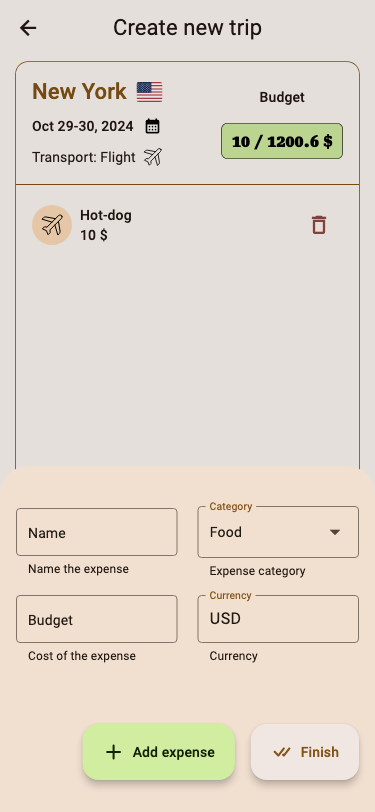 Create new trip
New York
Budget
Oct 29-30, 2024
10 / 1200.6 $
Transport: Flight
Hot-dog
10 $
Category
Name
Food
Name the expense
Expense category
Currency
Budget
USD
Cost of the expense
Currency
Add expense
Finish